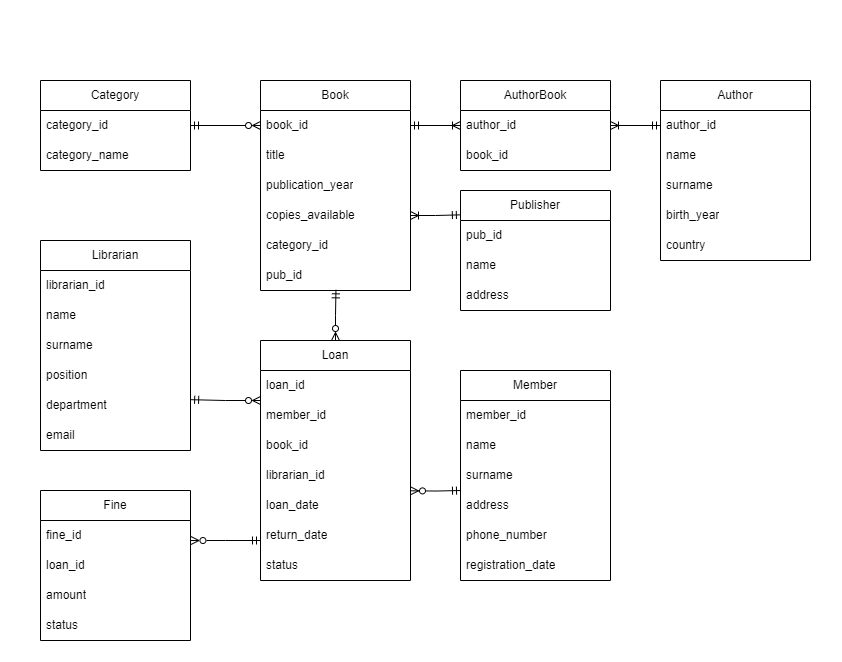 Category
category_id
category_name
Book
book_id
title
publication_year
copies_available
category_id
pub_id
AuthorBook
author_id
book_id
Author
author_id
name
surname
birth_year
country
Publisher
pub_id
name
address
Librarian
librarian_id
name
surname
position
department
email
Loan
loan_id
member_id
book_id
librarian_id
loan_date
return_date
status
Member
member_id
name
surname
address
phone_number
registration_date
Fine
fine_id
loan_id
amount
status